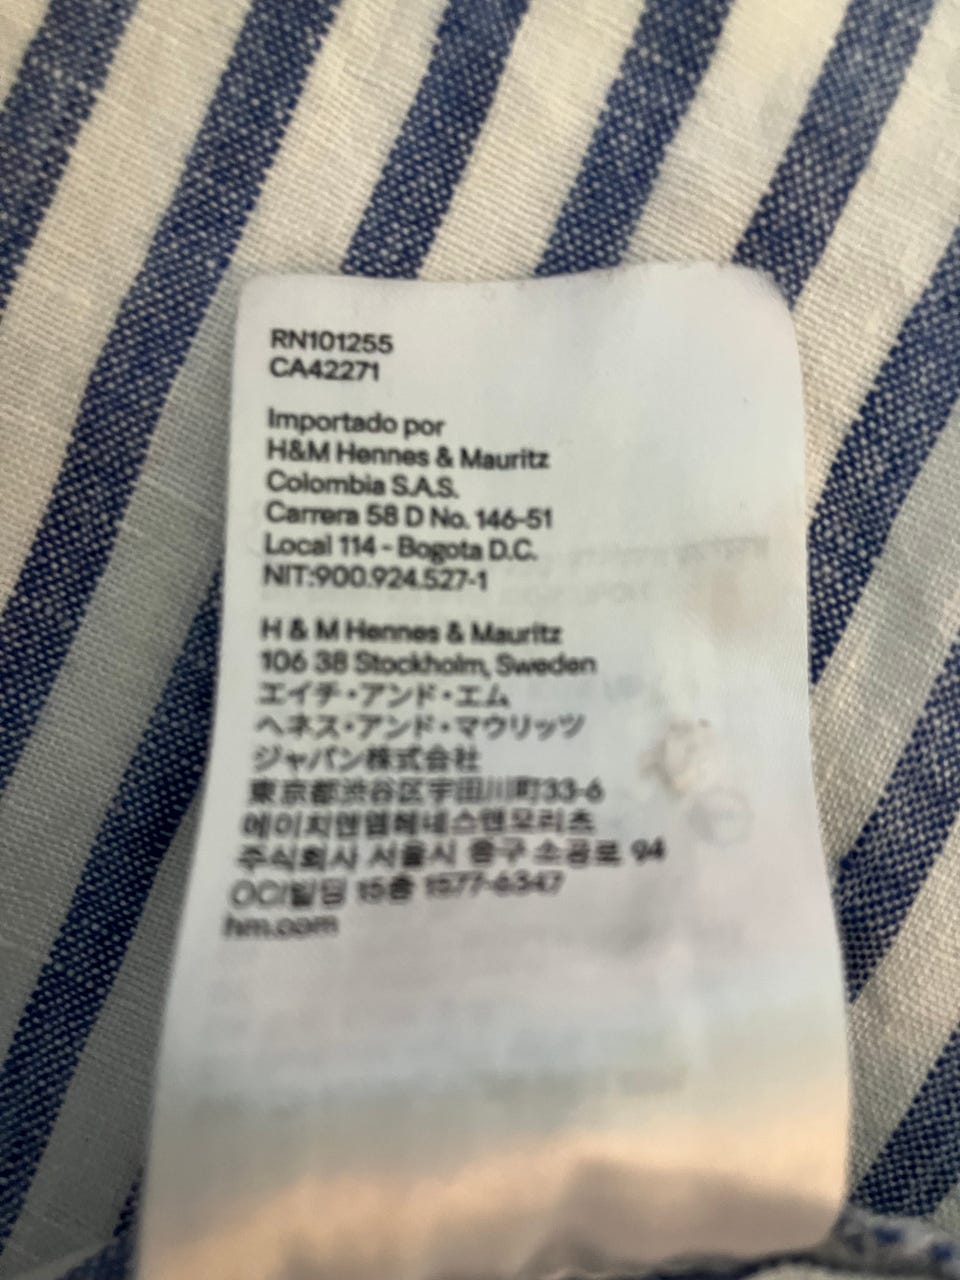 RN101255
CA42271
Importado por
H&M Hennes & Mauritz
Colombia S.A.S.
Carrera 58 D No. 146-51
Local 114 - Bogota D.C.
NIT:900.924.527-1
H & M Hennes & Mauritz
106 38 Stockholm, Sweden
エイチ・アンド・エム
ヘネス・アンド・マウリッツ
ジャパン株式会社
東京都渋谷区宇田川町33-6
에이치앤엠헤네스앤모리츠
주식회사 서울시 중구 소공로 94
OCI빌딩 15층 1577-6347
hm.com